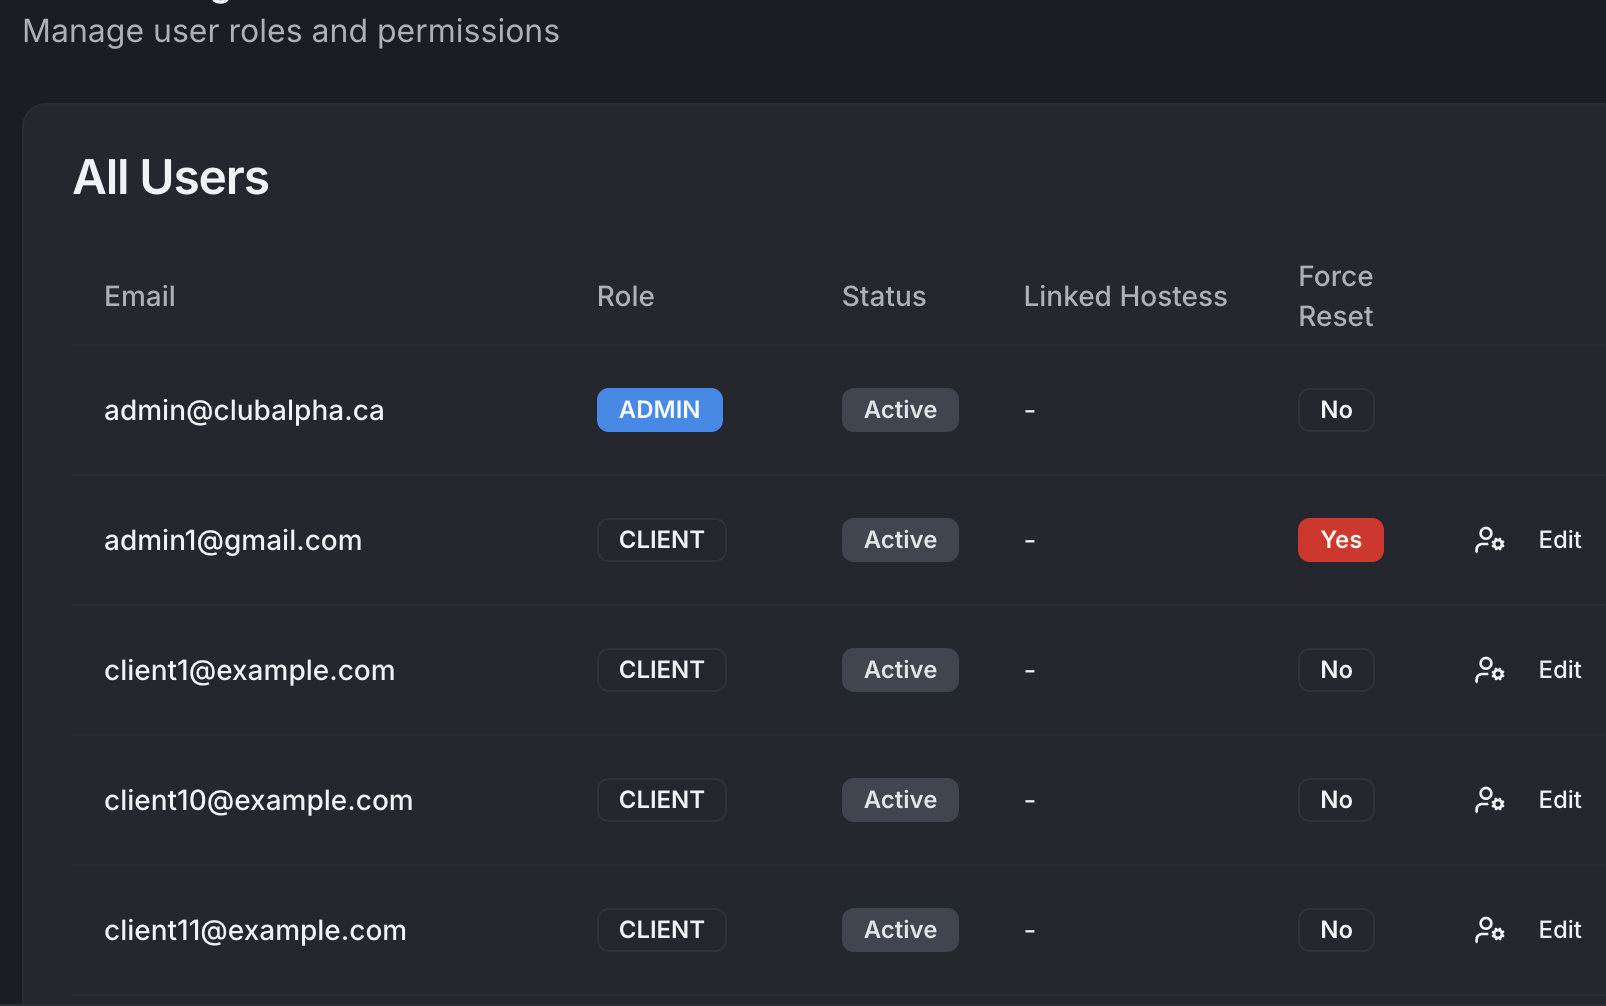 Manage user roles and permissions
All Users
Email Role Status Linked Hostess Force Reset
admin@clubalpha.ca ADMIN Active - No
admin1@gmail.com CLIENT Active - Yes Edit
client1@example.com CLIENT Active - No Edit
client10@example.com CLIENT Active - No Edit
client11@example.com CLIENT Active - No Edit